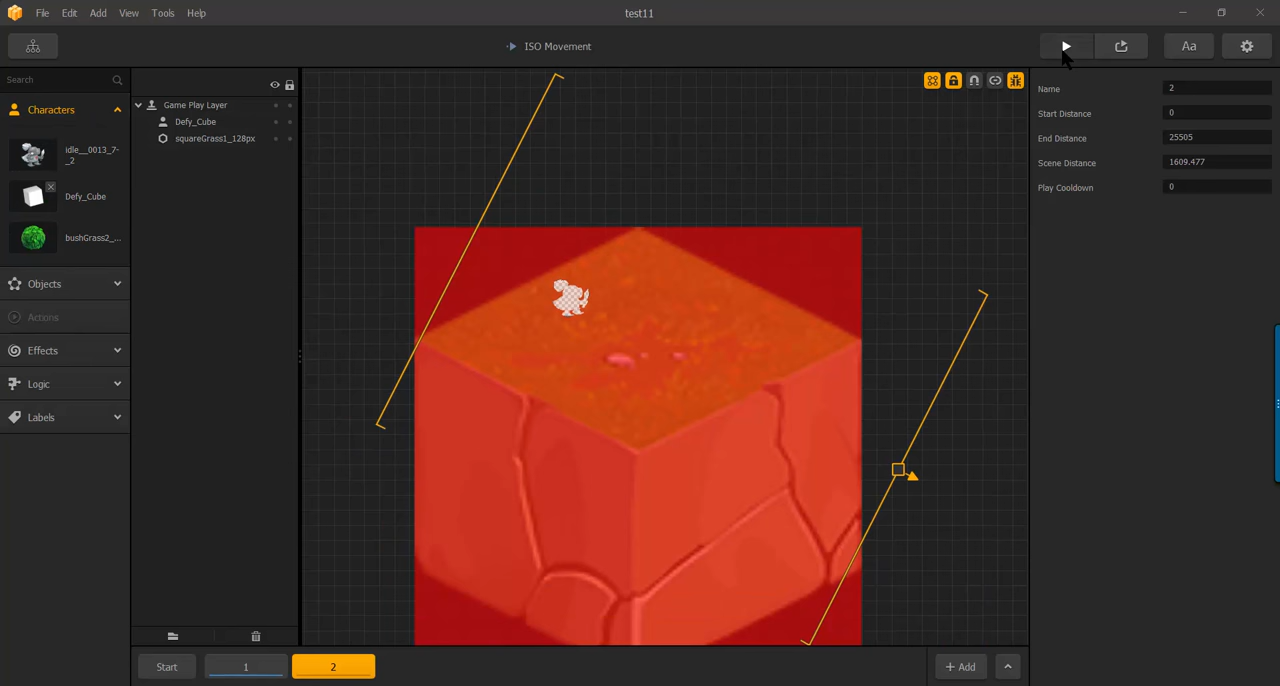 File Edit Add View Tools Help
test11
ISO Movement
Aa
Search
Characters
idle__0013_7-
_2
Defy_Cube
bushGrass2_...
Objects
Actions
Effects
Logic
Labels
Game Play Layer
Defy_Cube
squareGrass1_128px
Name 2
Start Distance 0
End Distance 25505
Scene Distance 1609.477
Play Cooldown 0
Start 1 2 + Add